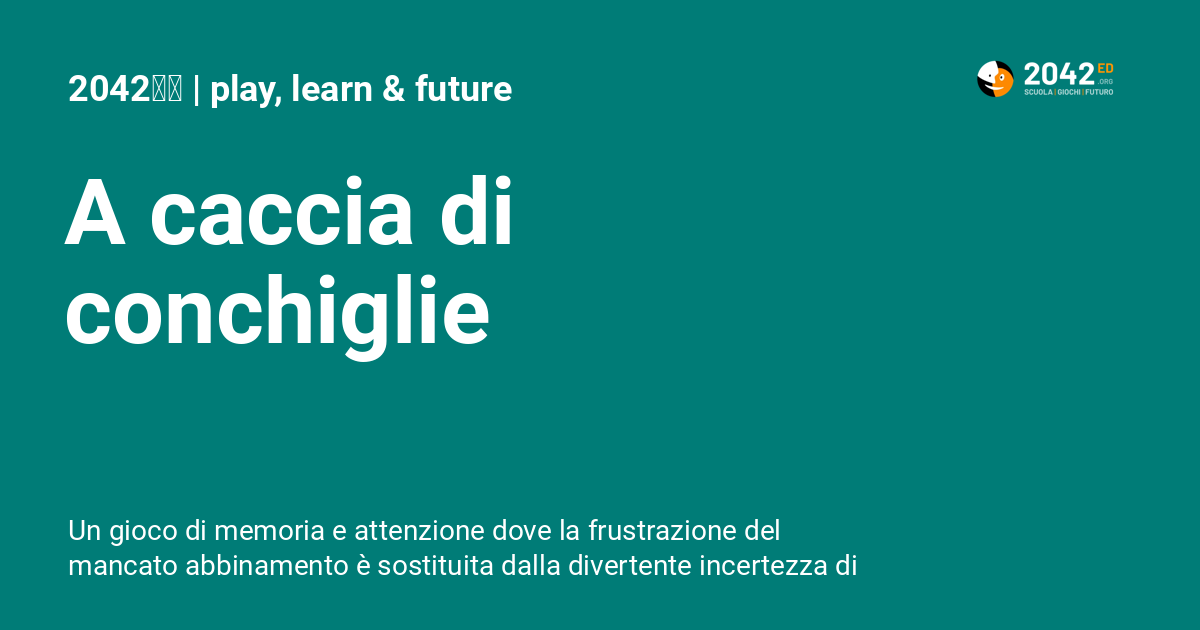 2042 | play, learn & future
2042 ED
.ORG
SCUOLA | GIOCHI | FUTURO
A caccia di
conchiglie
Un gioco di memoria e attenzione dove la frustrazione del
mancato abbinamento è sostituita dalla divertente incertezza di